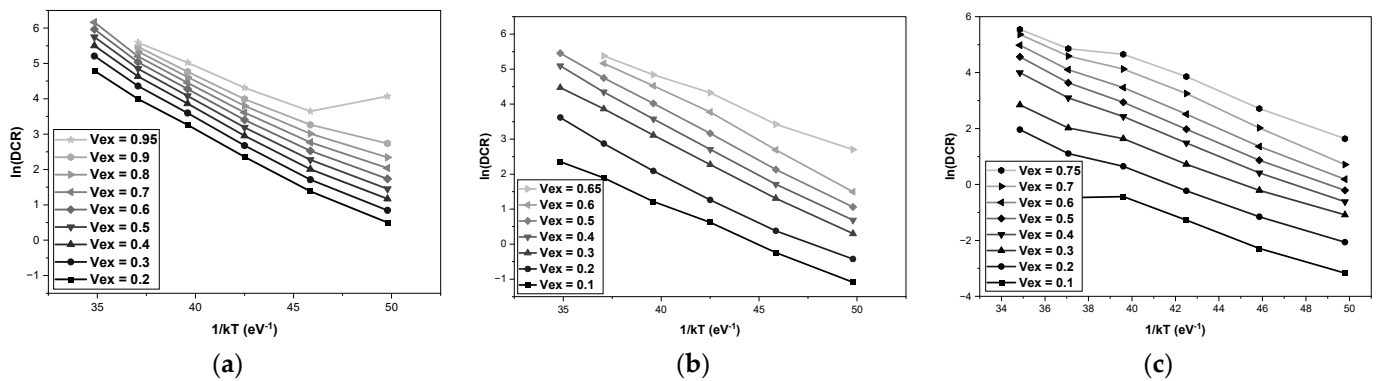 6
5
4
3
2
1
0
−1
ln(DCR)
Vex = 0.95
Vex = 0.9
Vex = 0.8
Vex = 0.7
Vex = 0.6
Vex = 0.5
Vex = 0.4
Vex = 0.3
Vex = 0.2
35 40 45 50
1/kT (eV⁻¹)
(a)
6
5
4
3
2
1
0
−1
ln(DCR)
Vex = 0.65
Vex = 0.6
Vex = 0.5
Vex = 0.4
Vex = 0.3
Vex = 0.2
Vex = 0.1
35 40 45 50
1/kT (eV⁻¹)
(b)
6
4
2
0
−2
−4
ln(DCR)
Vex = 0.75
Vex = 0.7
Vex = 0.6
Vex = 0.5
Vex = 0.4
Vex = 0.3
Vex = 0.2
Vex = 0.1
34 36 38 40 42 44 46 48 50
1/kT (eV⁻¹)
(c)